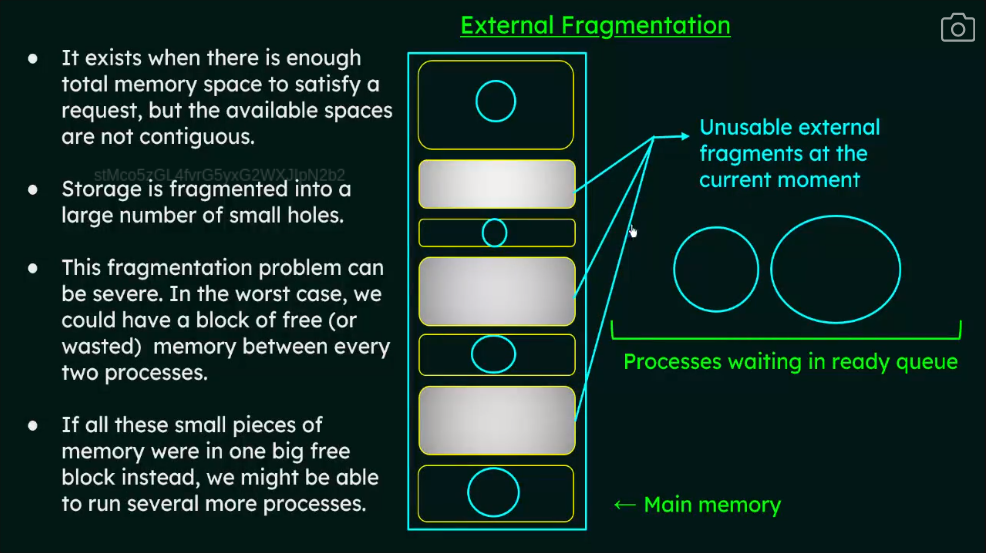 External Fragmentation
● It exists when there is enough
total memory space to satisfy a
request, but the available spaces
are not contiguous.
● Storage is fragmented into a
large number of small holes.
● This fragmentation problem can
be severe. In the worst case, we
could have a block of free (or
wasted) memory between every
two processes.
● If all these small pieces of
memory were in one big free
block instead, we might be able
to run several more processes.
Unusable external
fragments at the
current moment
Processes waiting in ready queue
← Main memory